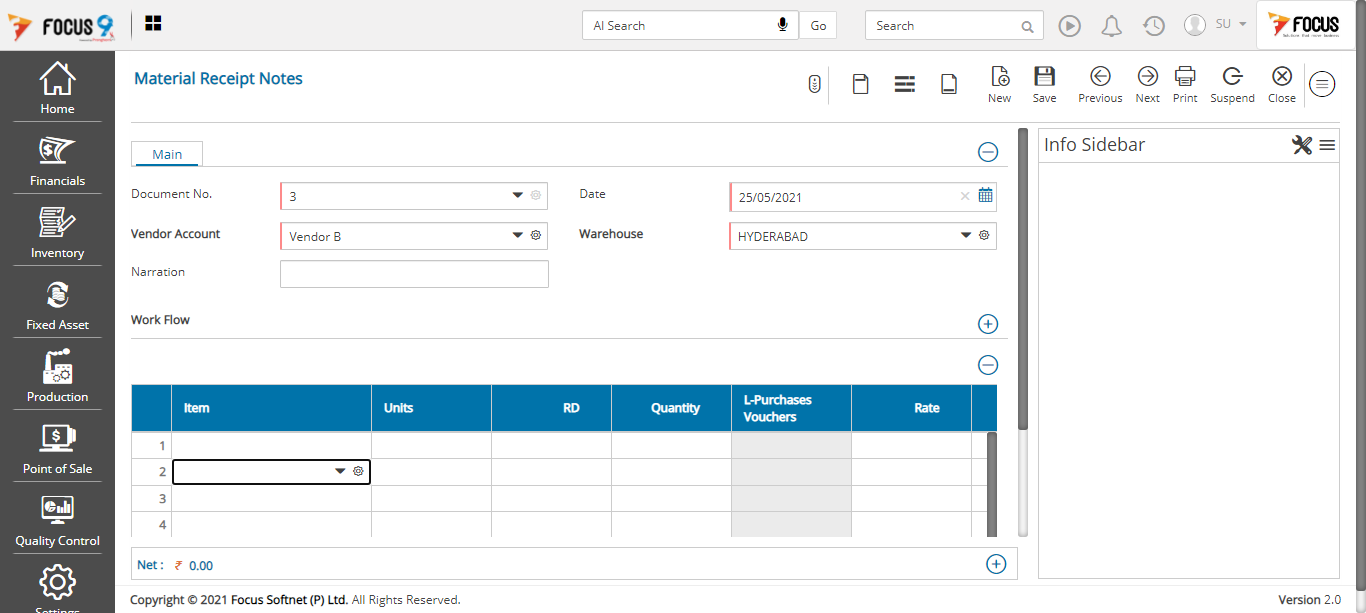 FOCUS 9
AI Search
Go
Search
SU
FOCUS
Home
Financials
Inventory
Fixed Asset
Production
Point of Sale
Quality Control
Settings
Material Receipt Notes
New
Save
Previous
Next
Print
Suspend
Close
Main
Document No.
3
Date
25/05/2021
Vendor Account
Vendor B
Warehouse
HYDERABAD
Narration
Work Flow
Item
Units
RD
Quantity
L-Purchases
Vouchers
Rate
1
2
3
4
Net : ₹ 0.00
Info Sidebar
Copyright © 2021 Focus Softnet (P) Ltd. All Rights Reserved.
Version 2.0